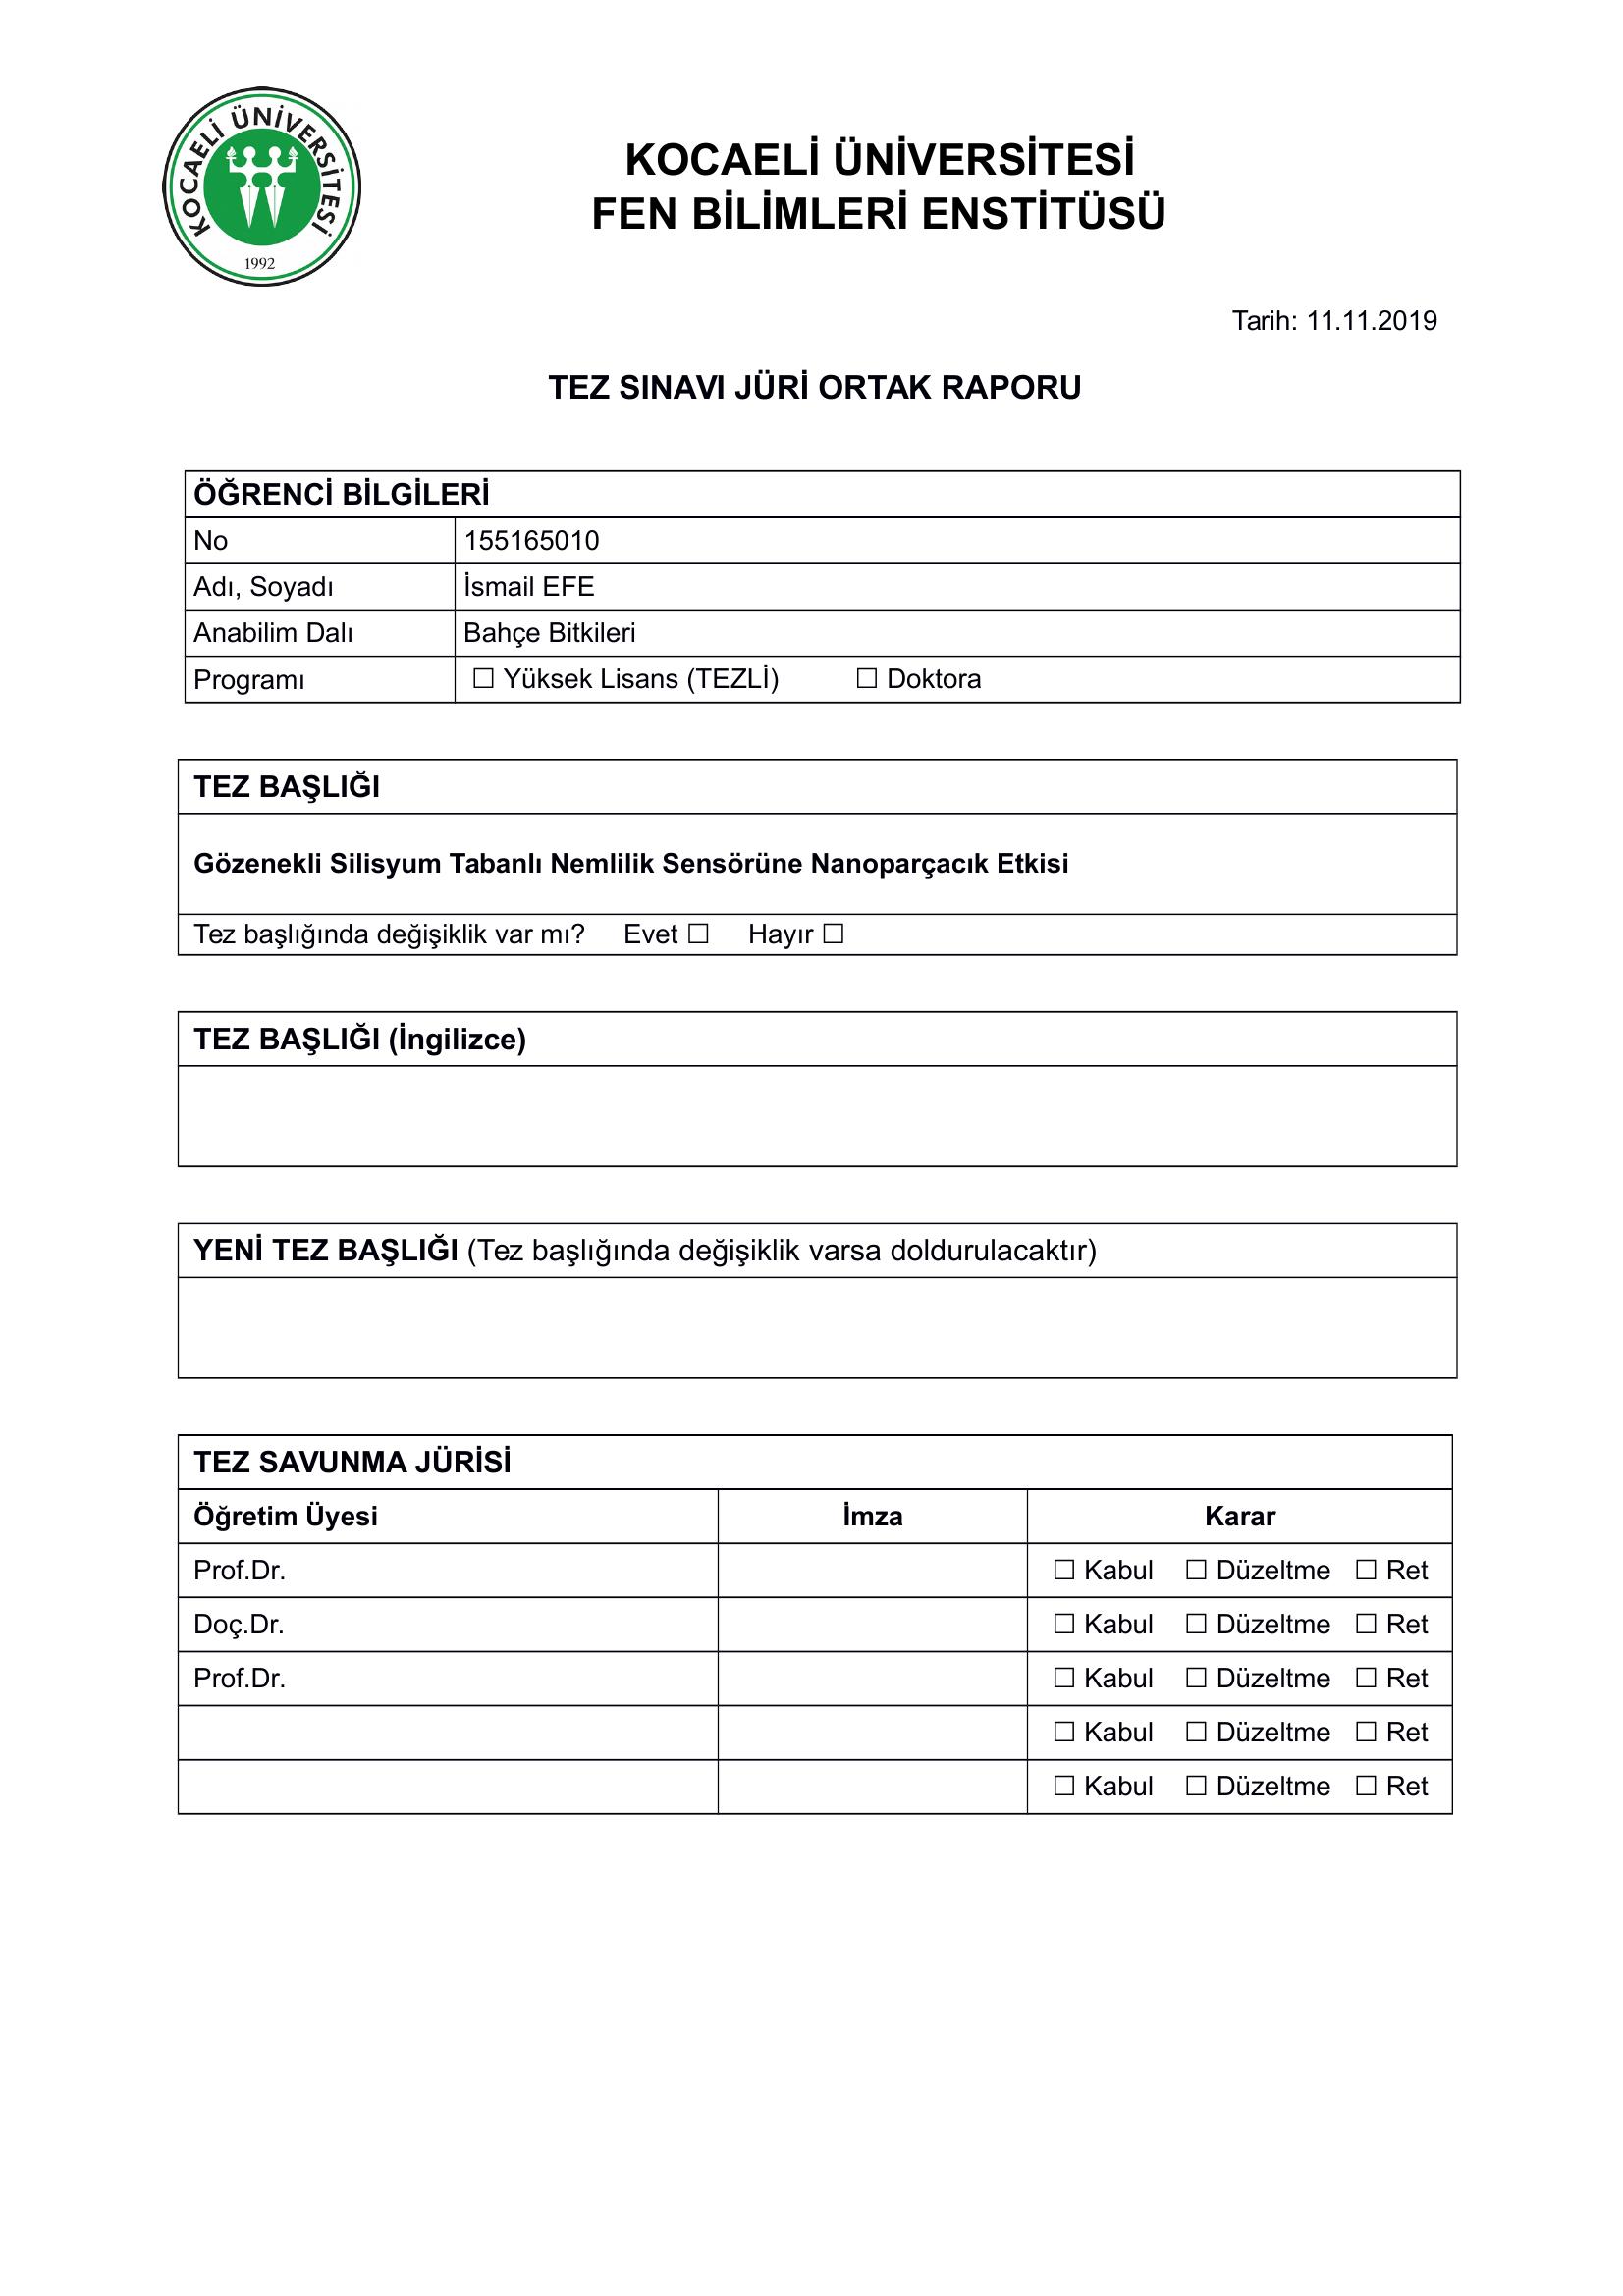 KOCAELİ ÜNİVERSİTESİ
1992
KOCAELİ ÜNİVERSİTESİ
FEN BİLİMLERİ ENSTİTÜSÜ
Tarih: 11.11.2019
TEZ SINAVI JÜRİ ORTAK RAPORU
ÖĞRENCİ BİLGİLERİ
No 155165010
Adı, Soyadı İsmail EFE
Anabilim Dalı Bahçe Bitkileri
Programı ☐ Yüksek Lisans (TEZLİ) ☐ Doktora
TEZ BAŞLIĞI
Gözenekli Silisyum Tabanlı Nemlilik Sensörüne Nanoparçacık Etkisi
Tez başlığında değişiklik var mı? Evet ☐ Hayır ☐
TEZ BAŞLIĞI (İngilizce)
YENİ TEZ BAŞLIĞI (Tez başlığında değişiklik varsa doldurulacaktır)
TEZ SAVUNMA JÜRİSİ
Öğretim Üyesi İmza Karar
Prof.Dr. ☐ Kabul ☐ Düzeltme ☐ Ret
Doç.Dr. ☐ Kabul ☐ Düzeltme ☐ Ret
Prof.Dr. ☐ Kabul ☐ Düzeltme ☐ Ret
☐ Kabul ☐ Düzeltme ☐ Ret
☐ Kabul ☐ Düzeltme ☐ Ret